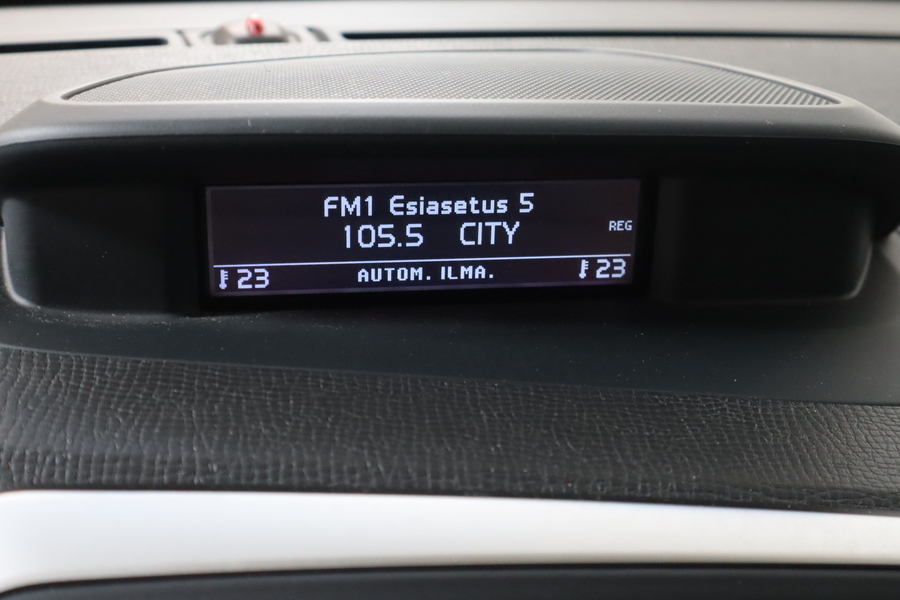 FM1 Esiasetus 5
105.5 CITY
REG
23 AUTOM. ILMA. 23